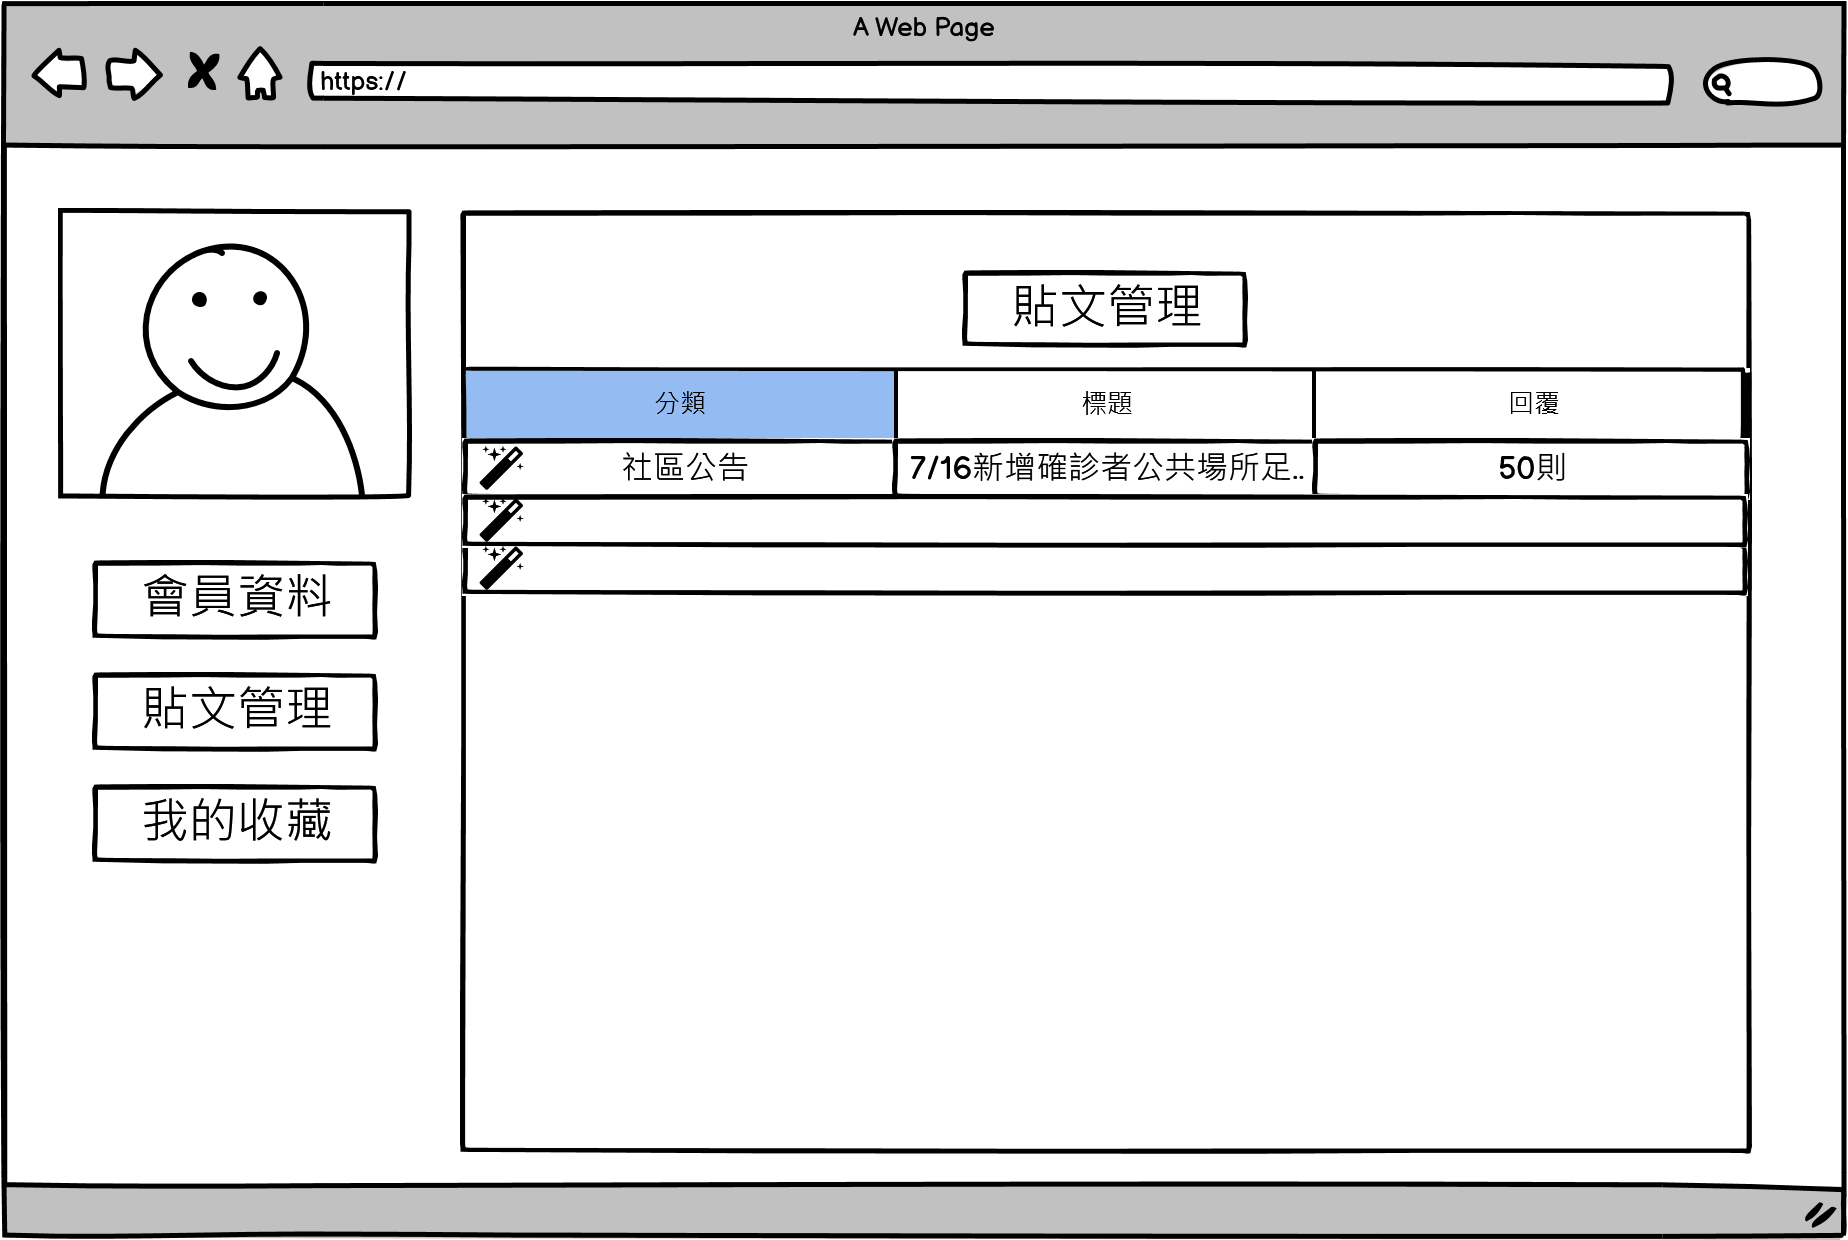 A Web Page
https://
貼文管理
分類 標題 回覆
社區公告 7/16新增確診者公共場所足.. 50則
會員資料
貼文管理
我的收藏